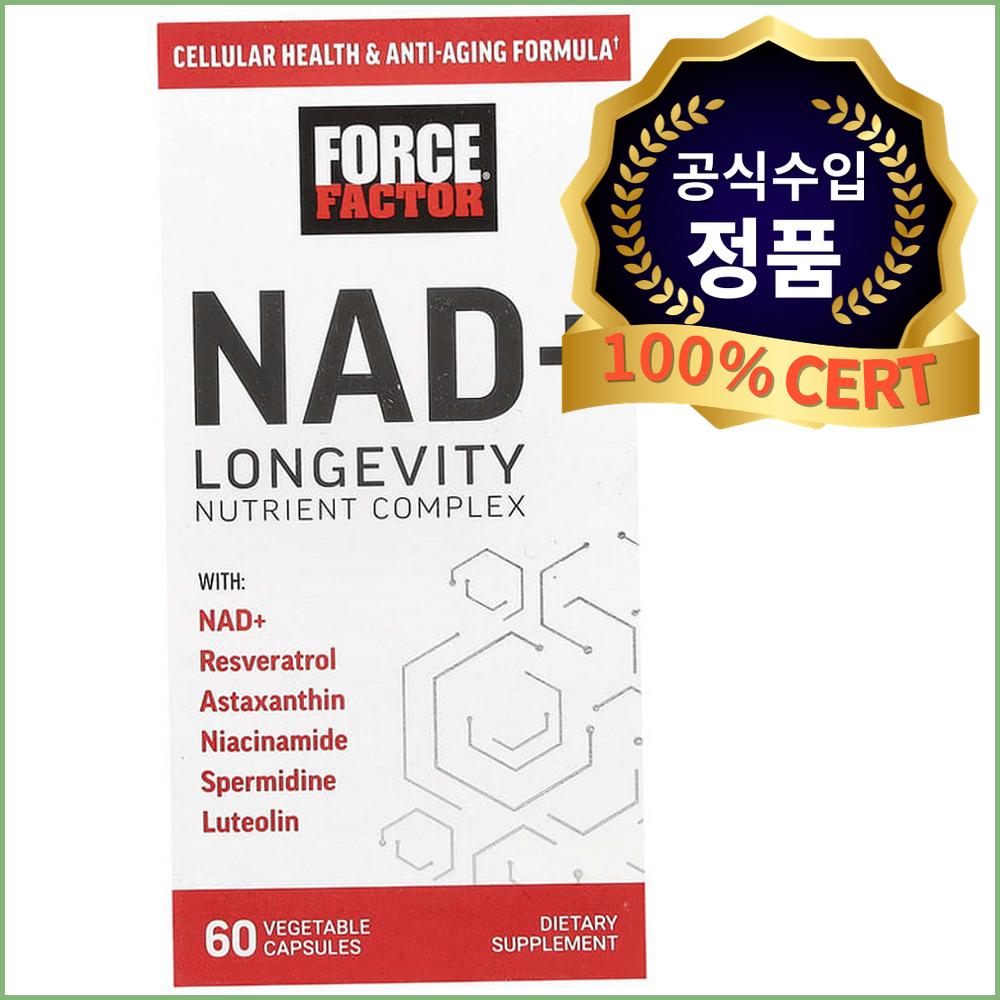 CELLULAR HEALTH & ANTI-AGING FORMULA†
FORCE
FACTOR®
NAD+
LONGEVITY
NUTRIENT COMPLEX
WITH:
NAD+
Resveratrol
Astaxanthin
Niacinamide
Spermidine
Luteolin
60 VEGETABLE
CAPSULES
DIETARY
SUPPLEMENT
공식수입
정품
100% CERT